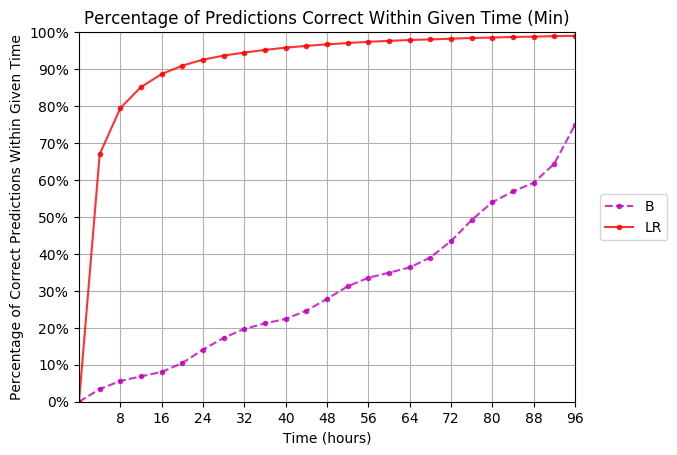 Percentage of Predictions Correct Within Given Time (Min)
Percentage of Correct Predictions Within Given Time
100%
90%
80%
70%
60%
50%
40%
30%
20%
10%
0%
8 16 24 32 40 48 56 64 72 80 88 96
Time (hours)
B
LR